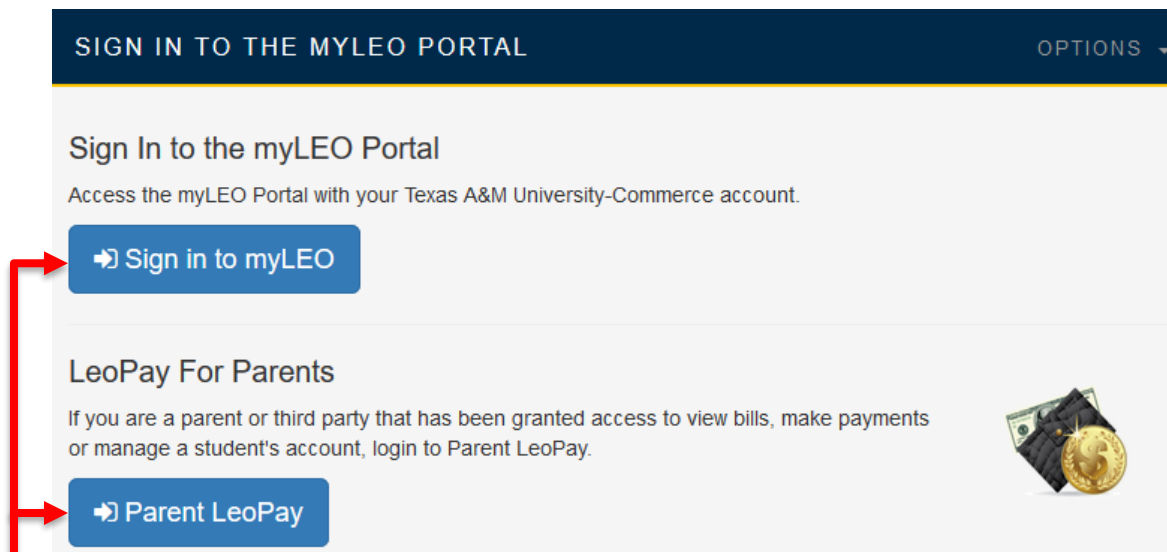 SIGN IN TO THE MYLEO PORTAL
OPTIONS
Sign In to the myLEO Portal
Access the myLEO Portal with your Texas A&M University-Commerce account.
Sign in to myLEO
LeoPay For Parents
If you are a parent or third party that has been granted access to view bills, make payments
or manage a student's account, login to Parent LeoPay.
Parent LeoPay